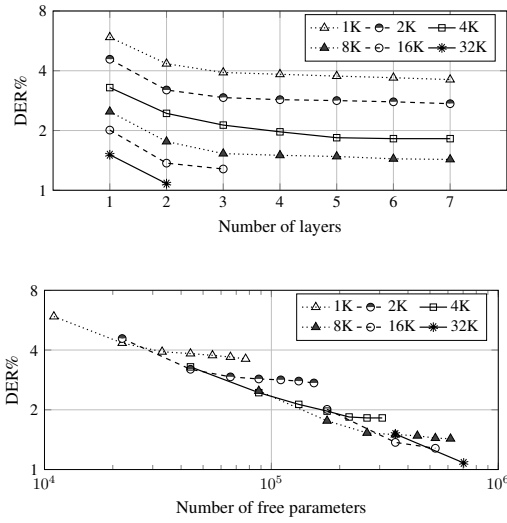 8
4
2
1
DER%
1K 2K 4K
8K 16K 32K
1 2 3 4 5 6 7
Number of layers
8
4
2
1
DER%
1K 2K 4K
8K 16K 32K
10^4 10^5 10^6
Number of free parameters